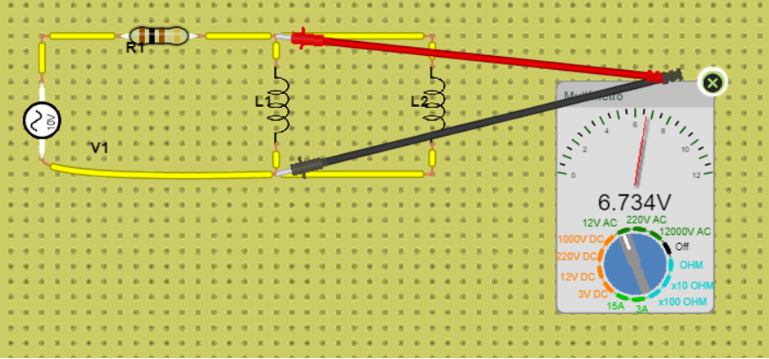 R1
L1
L2
10V
V1
Multímetro
0
2
4
6
8
10
12
6.734V
12V AC
220V AC
12000V AC
1000V DC
Off
220V DC
OHM
12V DC
x10 OHM
3V DC
x100 OHM
15A
3A